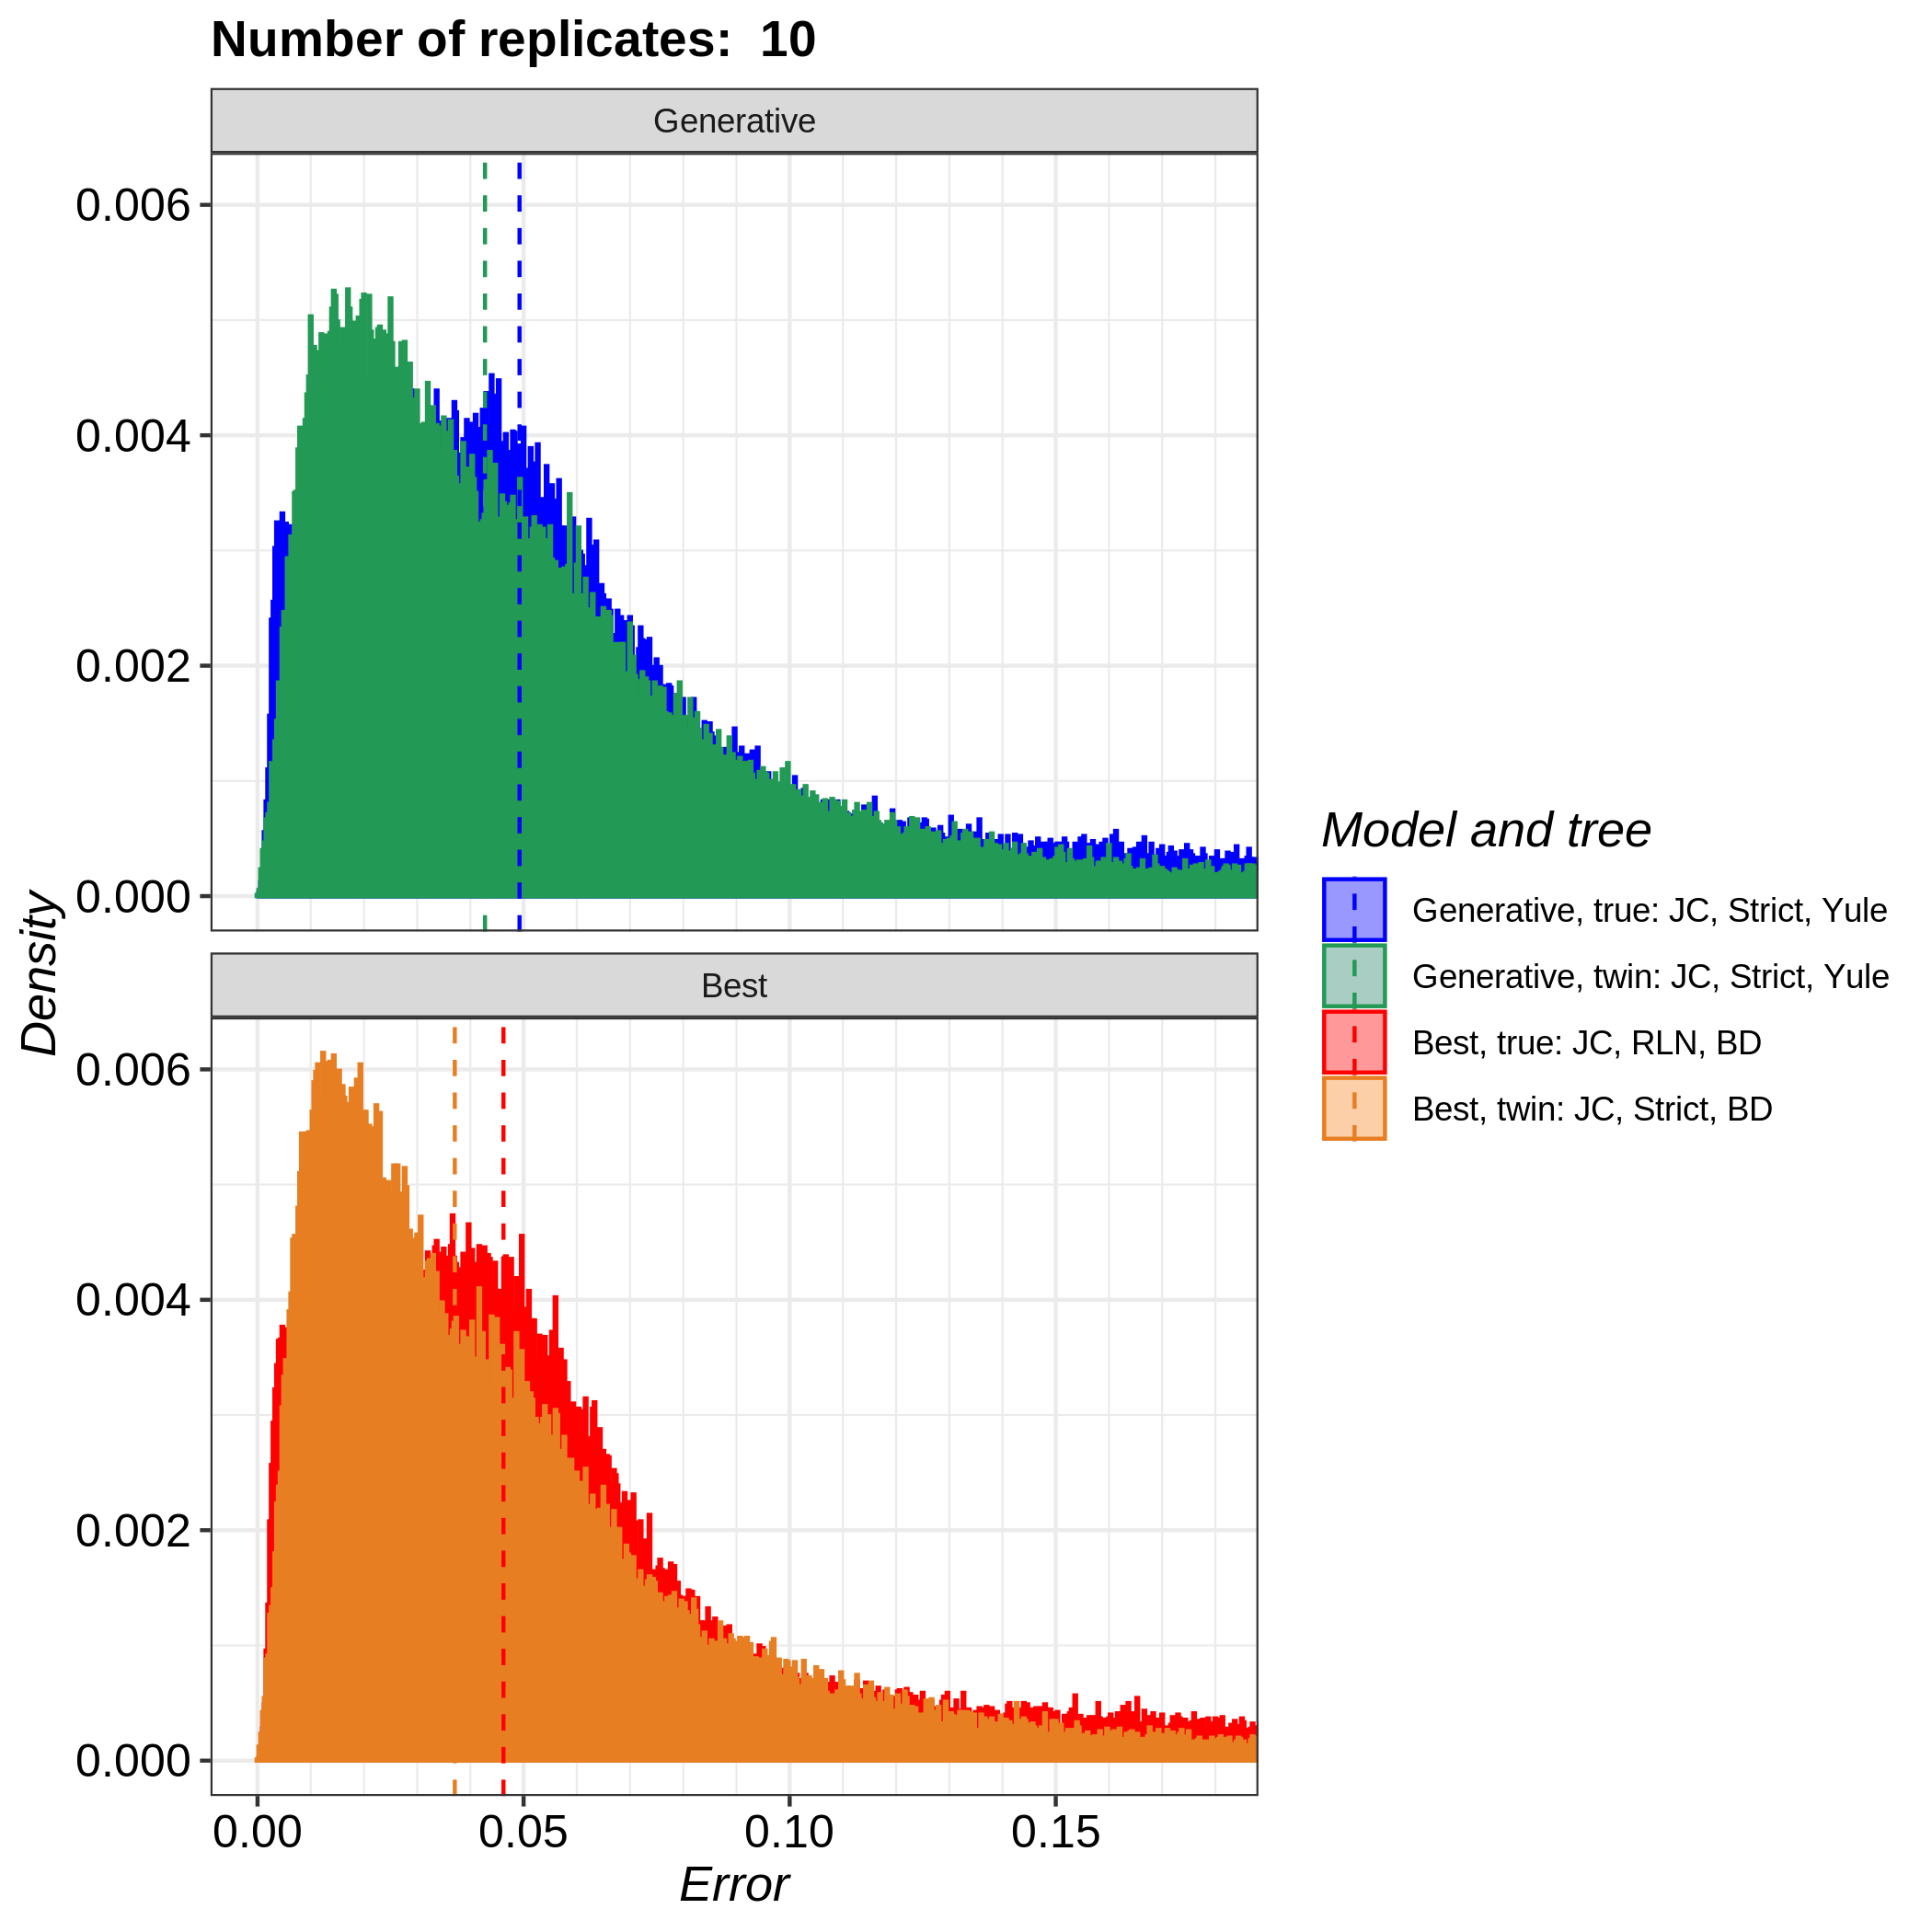 Number of replicates:  10
Generative
0.006
0.004
0.002
0.000
Best
0.006
0.004
0.002
0.000
0.00 0.05 0.10 0.15
Error
Density
Model and tree
Generative, true: JC, Strict, Yule
Generative, twin: JC, Strict, Yule
Best, true: JC, RLN, BD
Best, twin: JC, Strict, BD